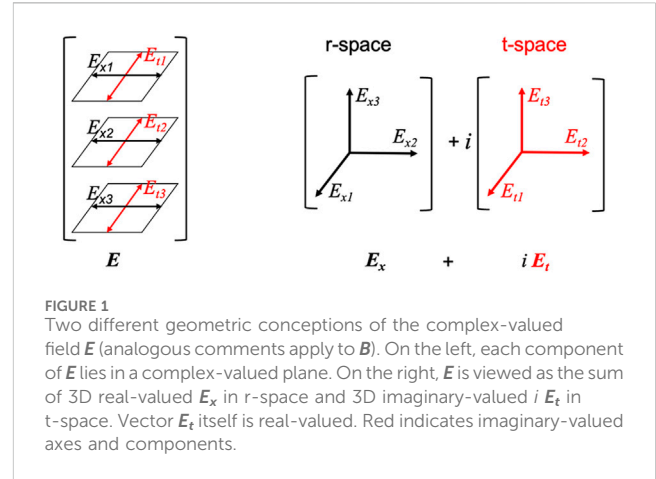 r-space t-space
E_x1 E_t1
E_x2 E_t2
E_x3 E_t3
E
E_x3
E_x2
E_x1
+ i
E_t3
E_t2
E_t1
E_x + i E_t
FIGURE 1
Two different geometric conceptions of the complex-valued
field E (analogous comments apply to B). On the left, each component
of E lies in a complex-valued plane. On the right, E is viewed as the sum
of 3D real-valued E_x in r-space and 3D imaginary-valued i E_t in
t-space. Vector E_t itself is real-valued. Red indicates imaginary-valued
axes and components.